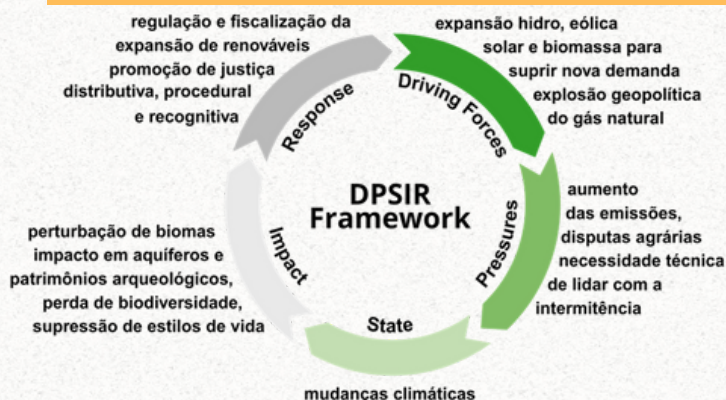 regulação e fiscalização da
expansão de renováveis
promoção de justiça
distributiva, procedural
e recognitiva
expansão hidro, eólica
solar e biomassa para
suprir nova demanda
explosão geopolítica
do gás natural
Response
Driving Forces
DPSIR
Framework
aumento
das emissões,
disputas agrárias
necessidade técnica
de lidar com a
intermitência
Pressures
perturbação de biomas
impacto em aquíferos e
patrimônios arqueológicos,
perda de biodiversidade,
supressão de estilos de vida
Impact
State
mudanças climáticas